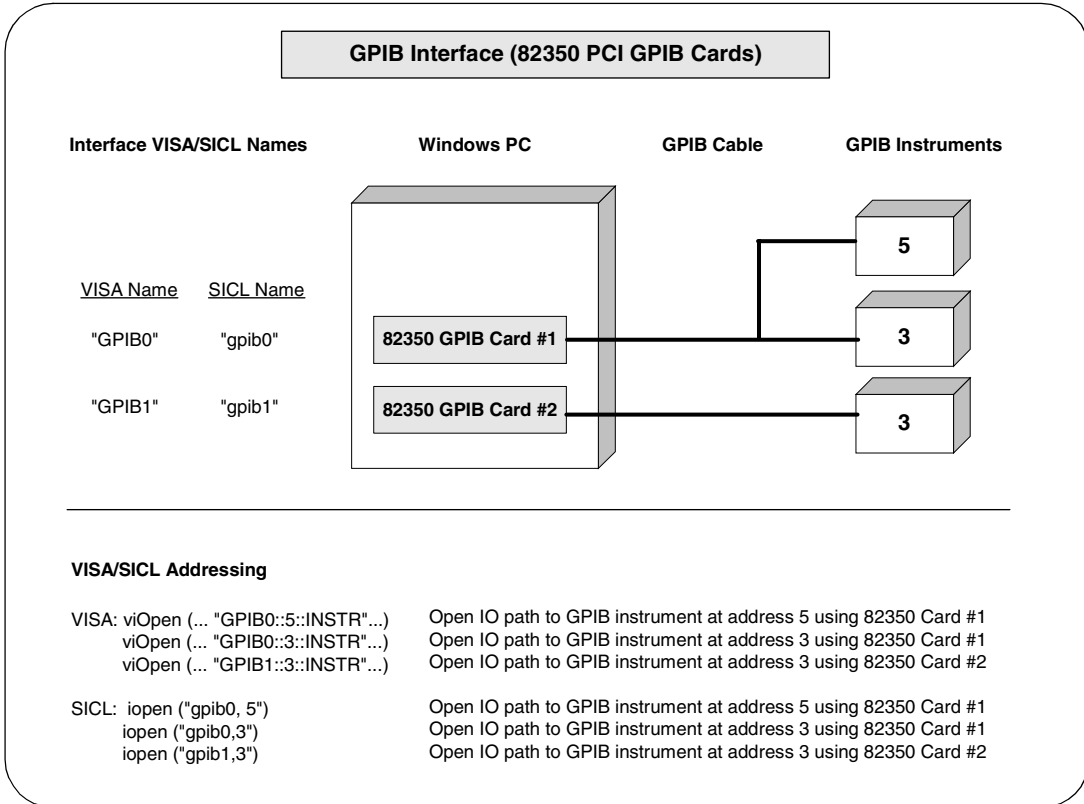 GPIB Interface (82350 PCI GPIB Cards)
Interface VISA/SICL Names Windows PC GPIB Cable GPIB Instruments
5
VISA Name SICL Name
"GPIB0" "gpib0" 82350 GPIB Card #1 3
"GPIB1" "gpib1" 82350 GPIB Card #2 3
VISA/SICL Addressing
VISA: viOpen (... "GPIB0::5::INSTR"...) Open IO path to GPIB instrument at address 5 using 82350 Card #1
viOpen (... "GPIB0::3::INSTR"...) Open IO path to GPIB instrument at address 3 using 82350 Card #1
viOpen (... "GPIB1::3::INSTR"...) Open IO path to GPIB instrument at address 3 using 82350 Card #2
SICL: iopen ("gpib0, 5") Open IO path to GPIB instrument at address 5 using 82350 Card #1
iopen ("gpib0,3") Open IO path to GPIB instrument at address 3 using 82350 Card #1
iopen ("gpib1,3") Open IO path to GPIB instrument at address 3 using 82350 Card #2